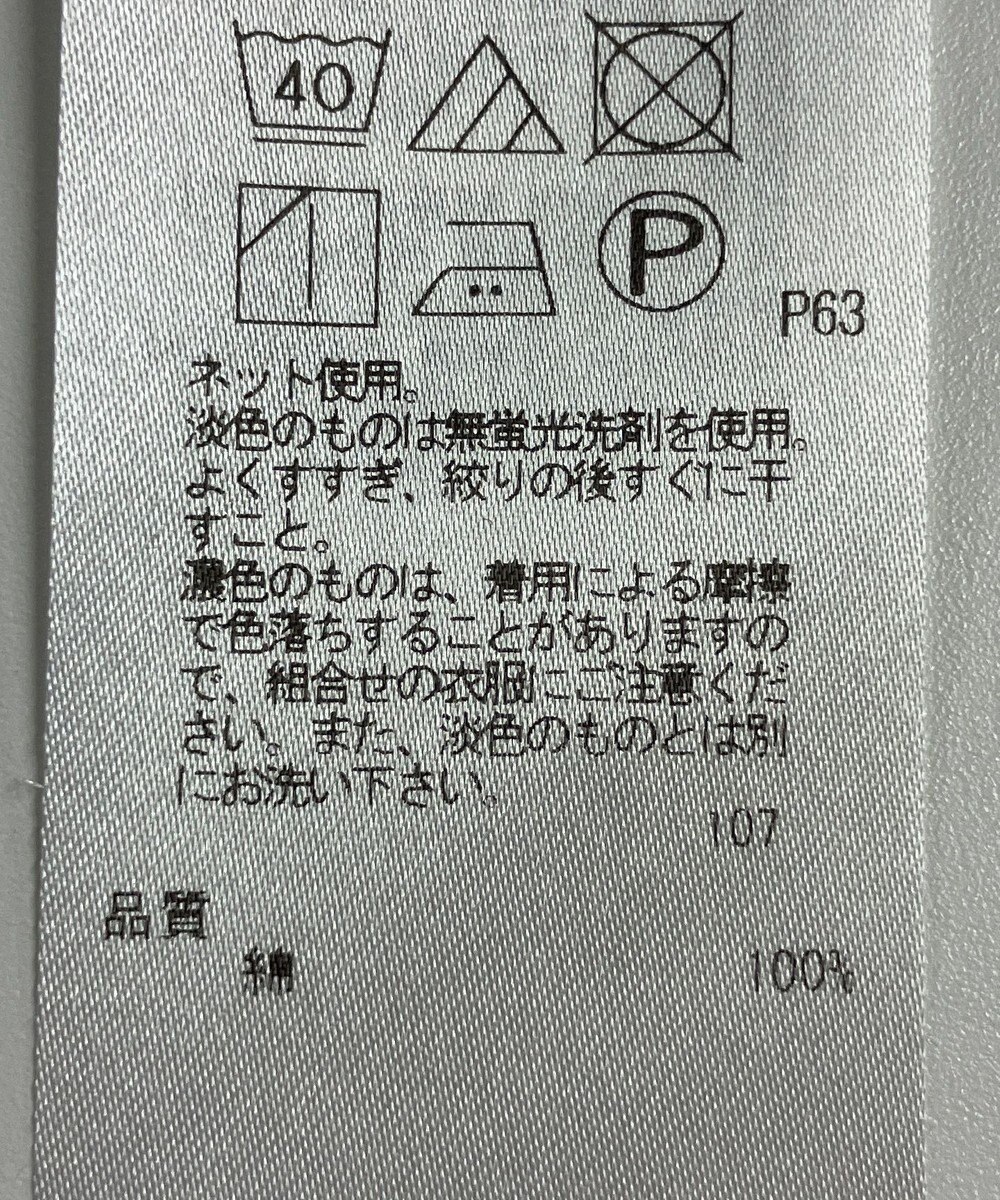 40
P
P63
ネット使用。
淡色のものは無蛍光洗剤を使用。
よくすすぎ、絞りの後すぐに干
すこと。
濃色のものは、着用による摩擦
で色落ちすることがありますの
で、組合せの衣服にご注意くだ
さい。また、淡色のものとは別
にお洗い下さい。
107
品質
綿 100%